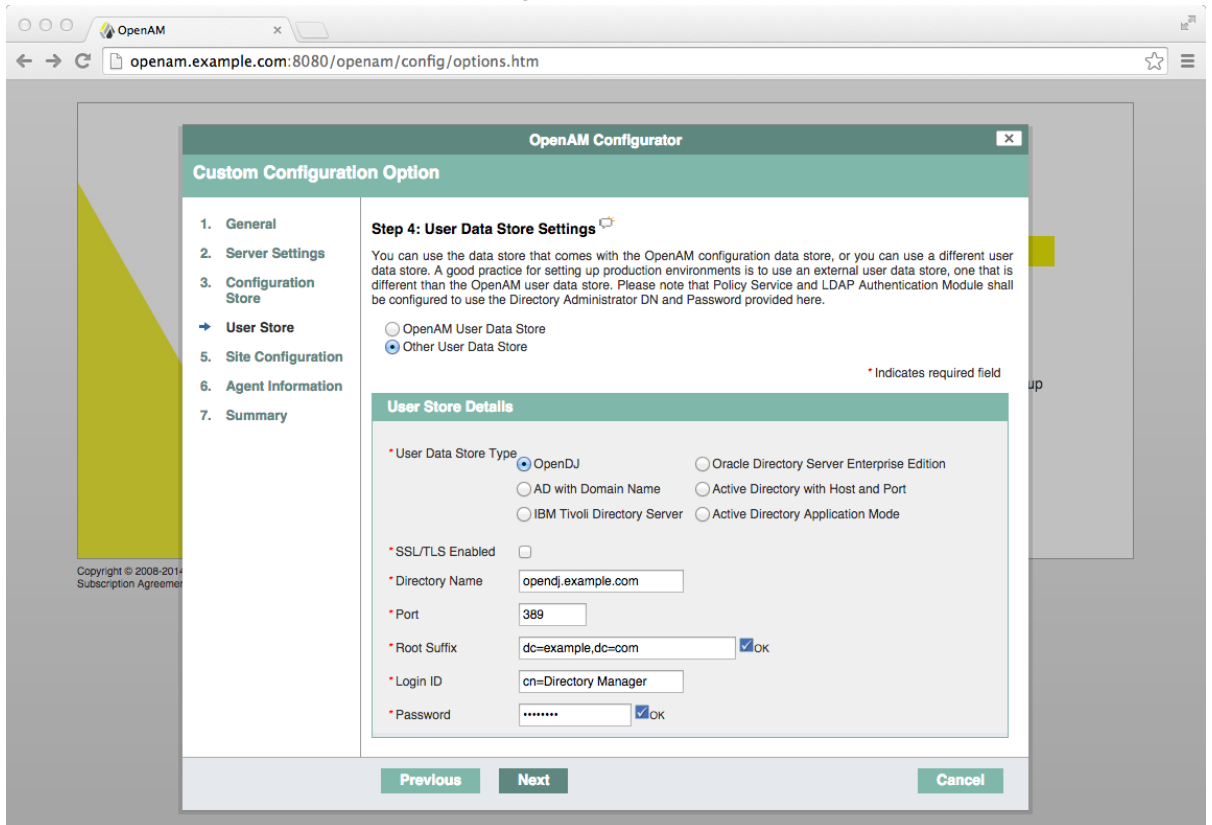 OpenAM
openam.example.com:8080/openam/config/options.htm
OpenAM Configurator
Custom Configuration Option
1. General
2. Server Settings
3. Configuration
Store
User Store
5. Site Configuration
6. Agent Information
7. Summary
Step 4: User Data Store Settings
You can use the data store that comes with the OpenAM configuration data store, or you can use a different user
data store. A good practice for setting up production environments is to use an external user data store, one that is
different than the OpenAM user data store. Please note that Policy Service and LDAP Authentication Module shall
be configured to use the Directory Administrator DN and Password provided here.
OpenAM User Data Store
Other User Data Store
* Indicates required field
up
User Store Details
* User Data Store Type
OpenDJ
Oracle Directory Server Enterprise Edition
AD with Domain Name
Active Directory with Host and Port
IBM Tivoli Directory Server
Active Directory Application Mode
* SSL/TLS Enabled
* Directory Name
opendj.example.com
* Port
389
* Root Suffix
dc=example,dc=com
OK
* Login ID
cn=Directory Manager
* Password
••••••••
OK
Previous
Next
Cancel
Copyright © 2008-2014
Subscription Agreemen